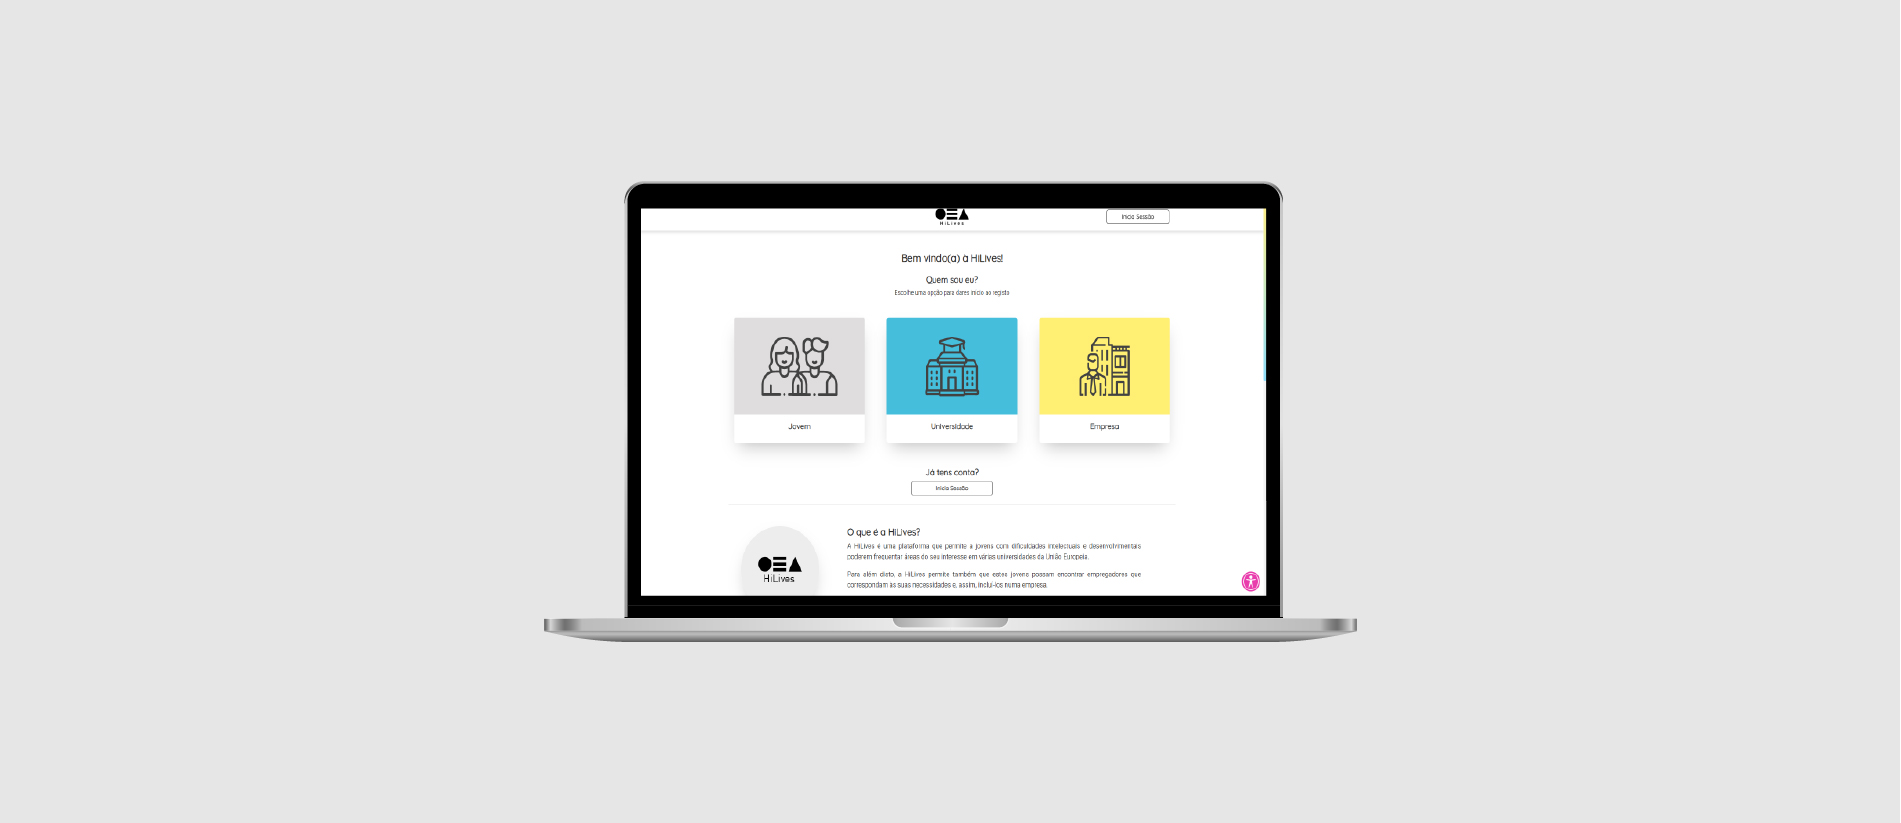 HiLives
Inicia Sessão
Bem vindo(a) à HiLives!
Quem sou eu?
Escolhe uma opção para dares início ao registo
Jovem
Universidade
Empresa
Já tens conta?
Inicia Sessão
O que é a HiLives?
A HiLives é uma plataforma que permite a jovens com dificuldades intelectuais e desenvolvimentais
poderem frequentar áreas do seu interesse em várias universidades da União Europeia.
Para além disto, a HiLives permite também que estes jovens possam encontrar empregadores que
correspondam às suas necessidades e, assim, incluí-los numa empresa.
HiLives